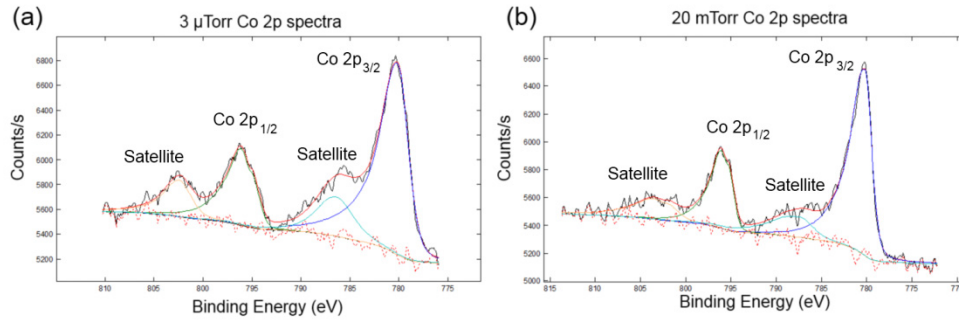 (a)
3 µTorr Co 2p spectra
Co 2p3/2
Co 2p1/2
Satellite
Satellite
Counts/s
6800
6600
6400
6200
6000
5800
5600
5400
5200
810
805
800
795
790
785
780
775
Binding Energy (eV)
(b)
20 mTorr Co 2p spectra
Co 2p3/2
Co 2p1/2
Satellite
Satellite
Counts/s
6600
6400
6200
6000
5800
5600
5400
5200
5000
815
810
805
800
795
790
785
780
775
77
Binding Energy (eV)